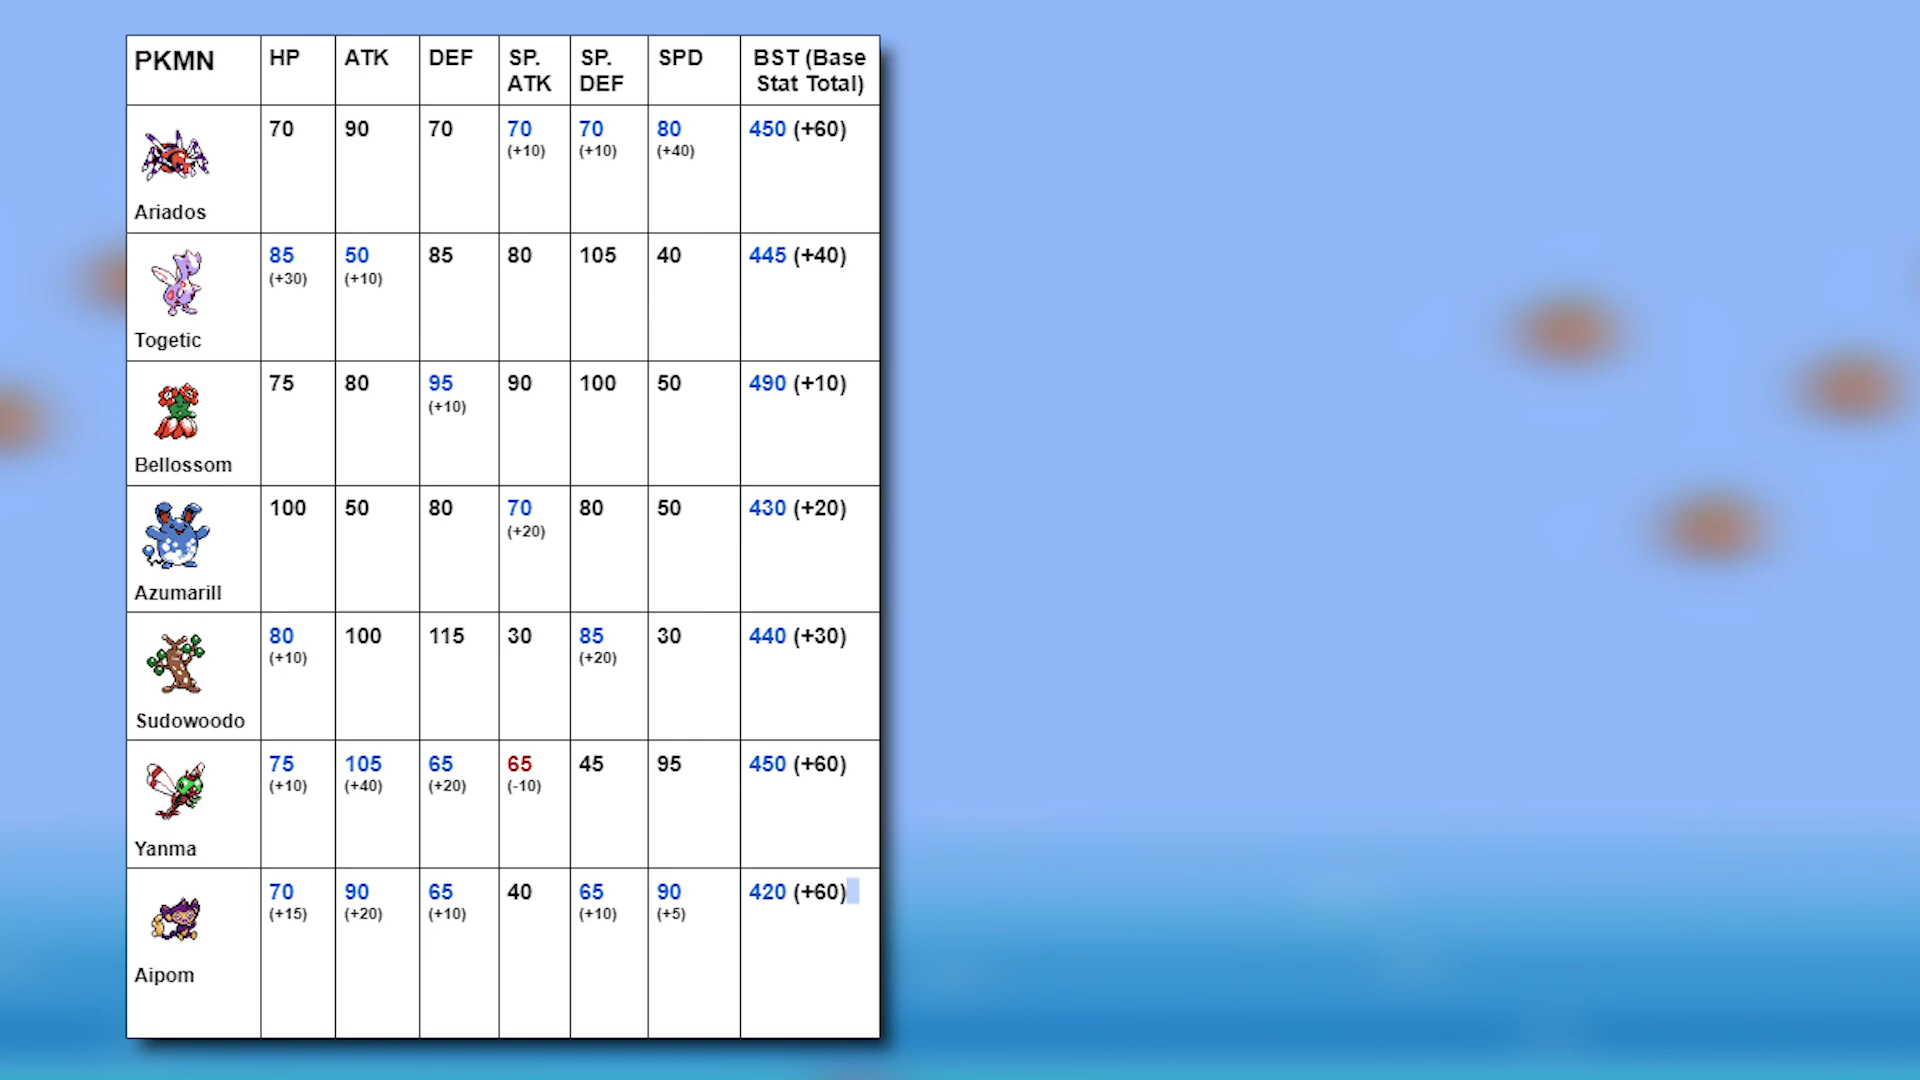 PKMN HP ATK DEF SP. ATK SP. DEF SPD BST (Base Stat Total)
Ariados 70 90 70 70 (+10) 70 (+10) 80 (+40) 450 (+60)
Togetic 85 (+30) 50 (+10) 85 80 105 40 445 (+40)
Bellossom 75 80 95 (+10) 90 100 50 490 (+10)
Azumarill 100 50 80 70 (+20) 80 50 430 (+20)
Sudowoodo 80 (+10) 100 115 30 85 (+20) 30 440 (+30)
Yanma 75 (+10) 105 (+40) 65 (+20) 65 (-10) 45 95 450 (+60)
Aipom 70 (+15) 90 (+20) 65 (+10) 40 65 (+10) 90 (+5) 420 (+60)